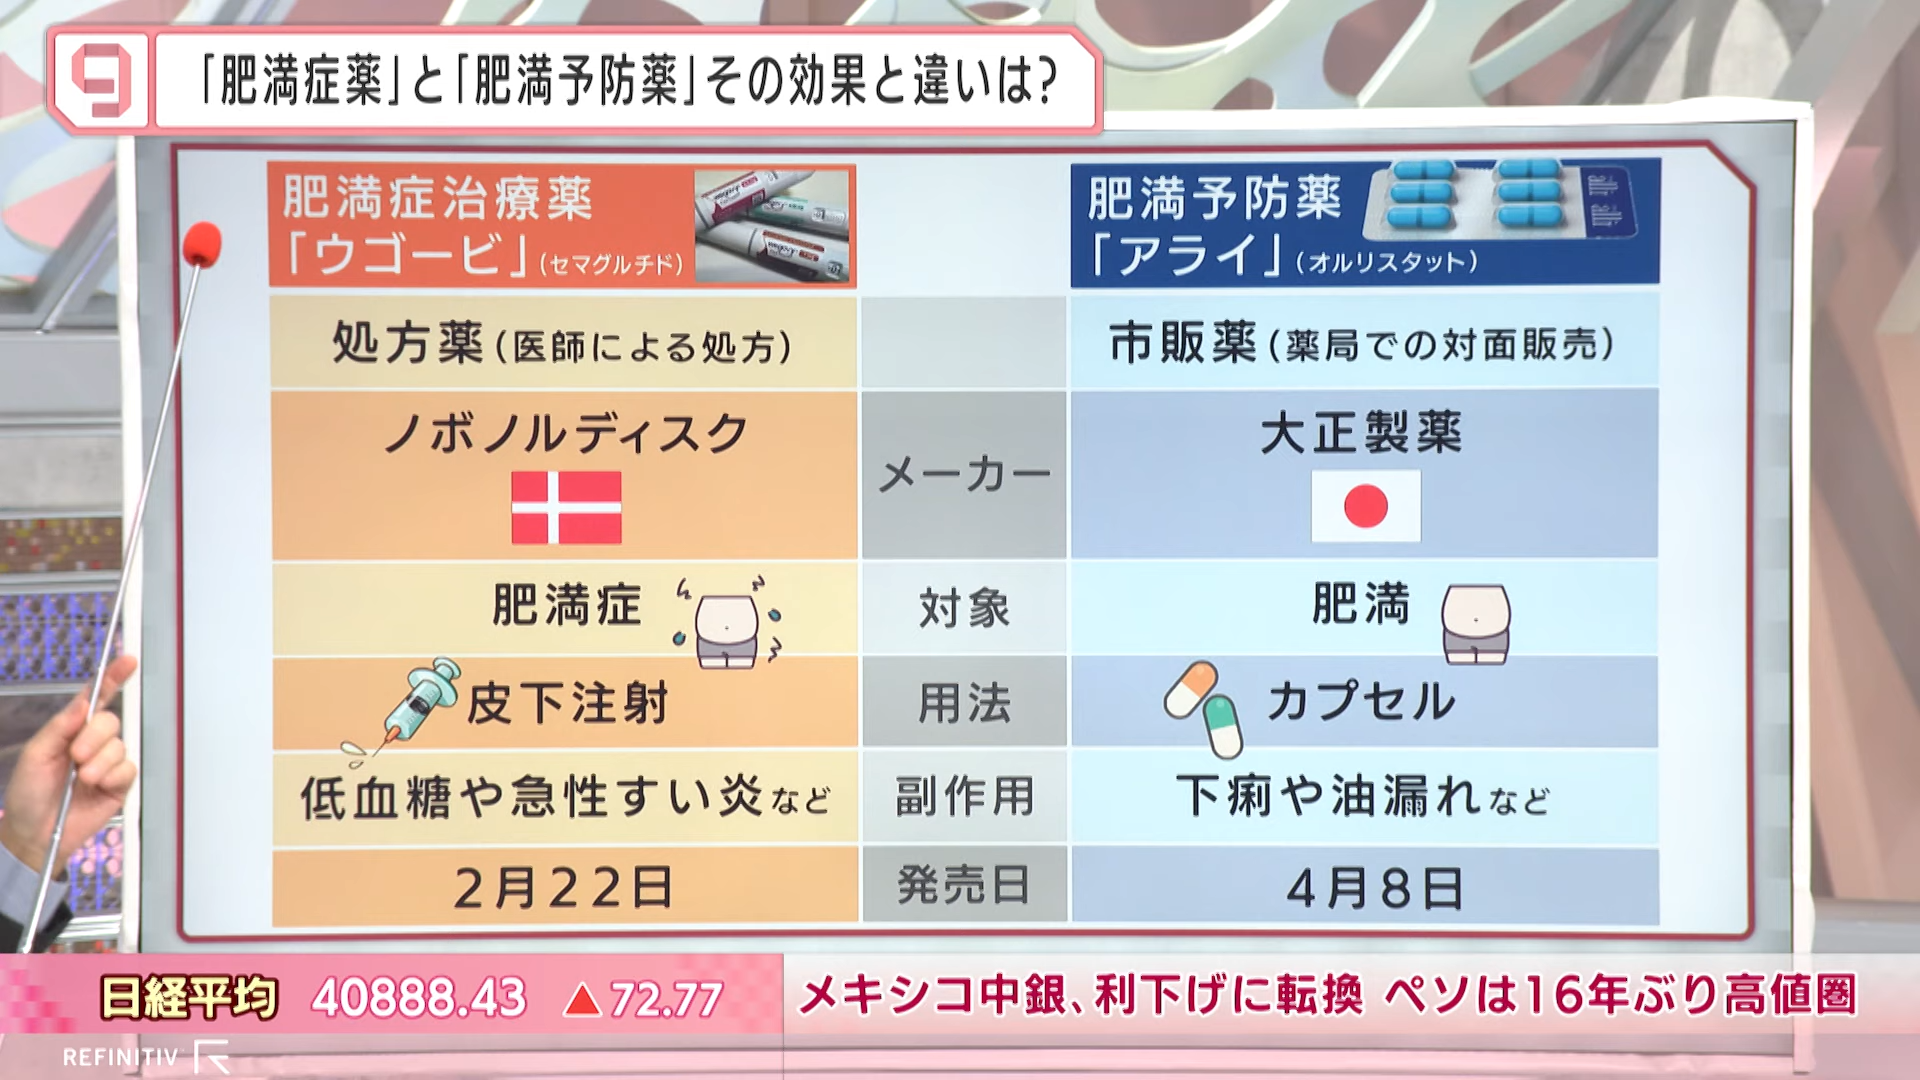 「肥満症薬」と「肥満予防薬」その効果と違いは?
肥満症治療薬
「ウゴービ」(セマグルチド)
肥満予防薬
「アライ」(オルリスタット)
alli alli
処方薬(医師による処方)
市販薬(薬局での対面販売)
ノボノルディスク
メーカー
大正製薬
肥満症
対象
肥満
皮下注射
用法
カプセル
低血糖や急性すい炎など
副作用
下痢や油漏れなど
2月22日
発売日
4月8日
日経平均 40888.43 ▲72.77
メキシコ中銀、利下げに転換 ペソは16年ぶり高値圏
REFINITIV